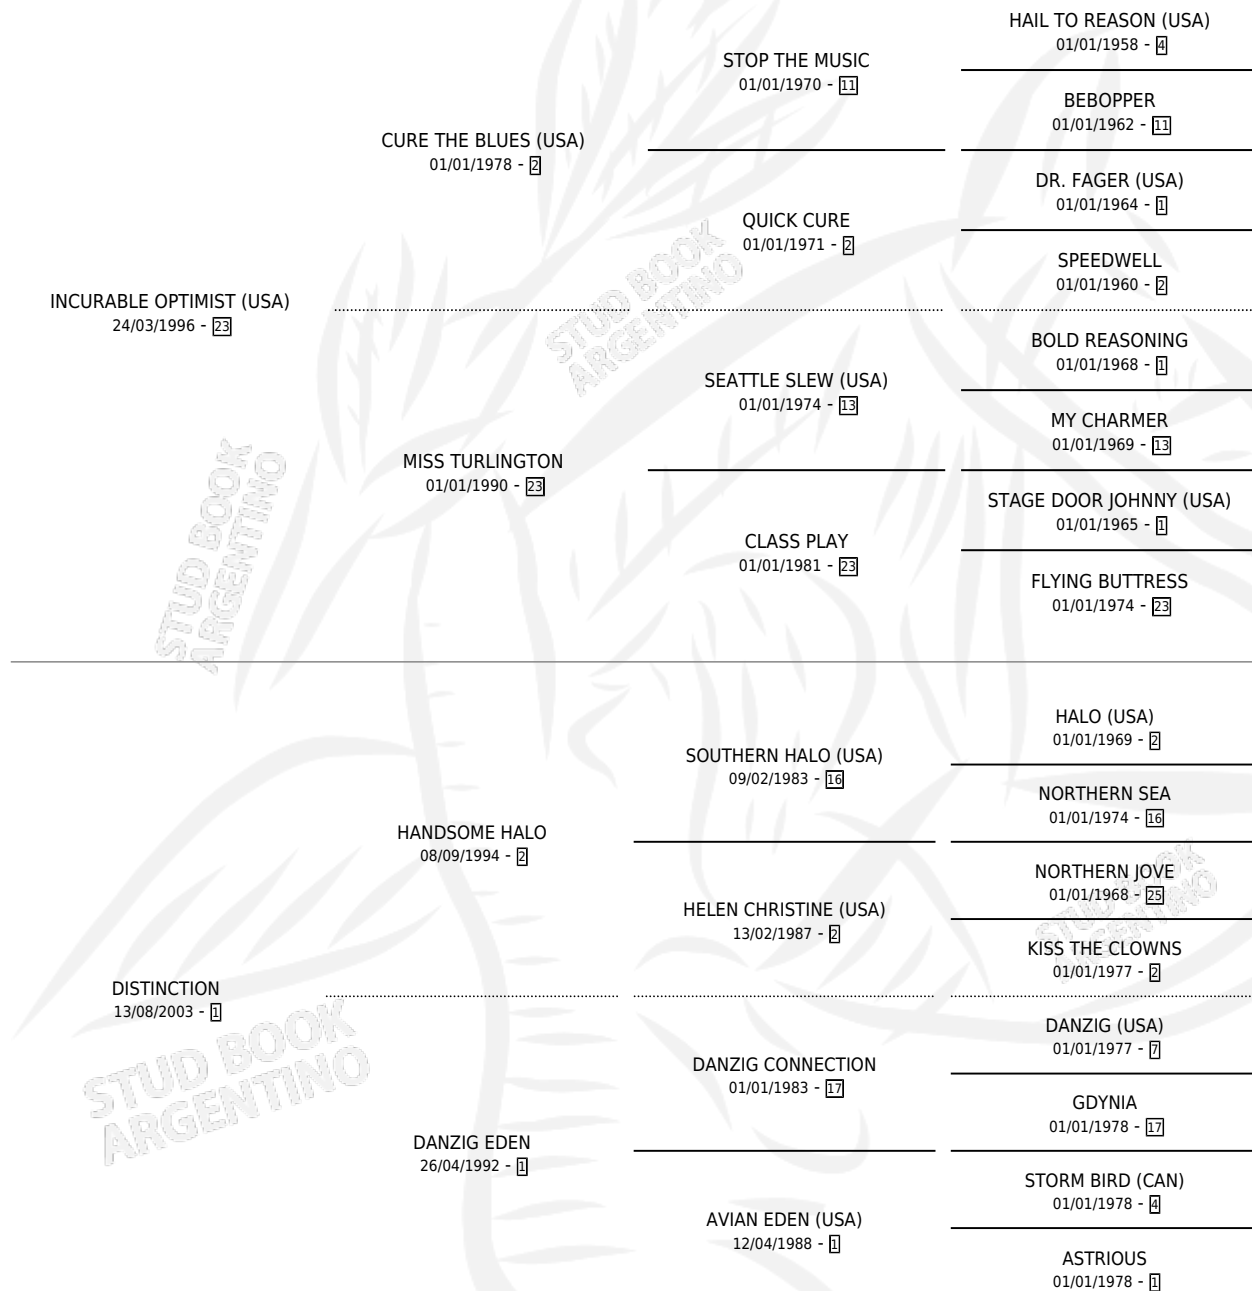 HAIL TO REASON (USA)
01/01/1958 - 4
STOP THE MUSIC
01/01/1970 - 11
BEBOPPER
01/01/1962 - 11
CURE THE BLUES (USA)
01/01/1978 - 2
DR. FAGER (USA)
01/01/1964 - 1
QUICK CURE
01/01/1971 - 2
SPEEDWELL
01/01/1960 - 2
INCURABLE OPTIMIST (USA)
24/03/1996 - 23
BOLD REASONING
01/01/1968 - 1
SEATTLE SLEW (USA)
01/01/1974 - 13
MY CHARMER
01/01/1969 - 13
MISS TURLINGTON
01/01/1990 - 23
STAGE DOOR JOHNNY (USA)
01/01/1965 - 1
CLASS PLAY
01/01/1981 - 23
FLYING BUTTRESS
01/01/1974 - 23
HALO (USA)
01/01/1969 - 2
SOUTHERN HALO (USA)
09/02/1983 - 16
NORTHERN SEA
01/01/1974 - 16
HANDSOME HALO
08/09/1994 - 2
NORTHERN JOVE
01/01/1968 - 25
HELEN CHRISTINE (USA)
13/02/1987 - 2
KISS THE CLOWNS
01/01/1977 - 2
DISTINCTION
13/08/2003 - 1
DANZIG (USA)
01/01/1977 - 7
DANZIG CONNECTION
01/01/1983 - 17
GDYNIA
01/01/1978 - 17
DANZIG EDEN
26/04/1992 - 1
STORM BIRD (CAN)
01/01/1978 - 4
AVIAN EDEN (USA)
12/04/1988 - 1
ASTRIOUS
01/01/1978 - 1
STUD BOOK
ARGENTINO
STUD BOOK
ARGENTINO
STUD BOOK
ARGENTINO
STUD BOOK
ARGENTINO